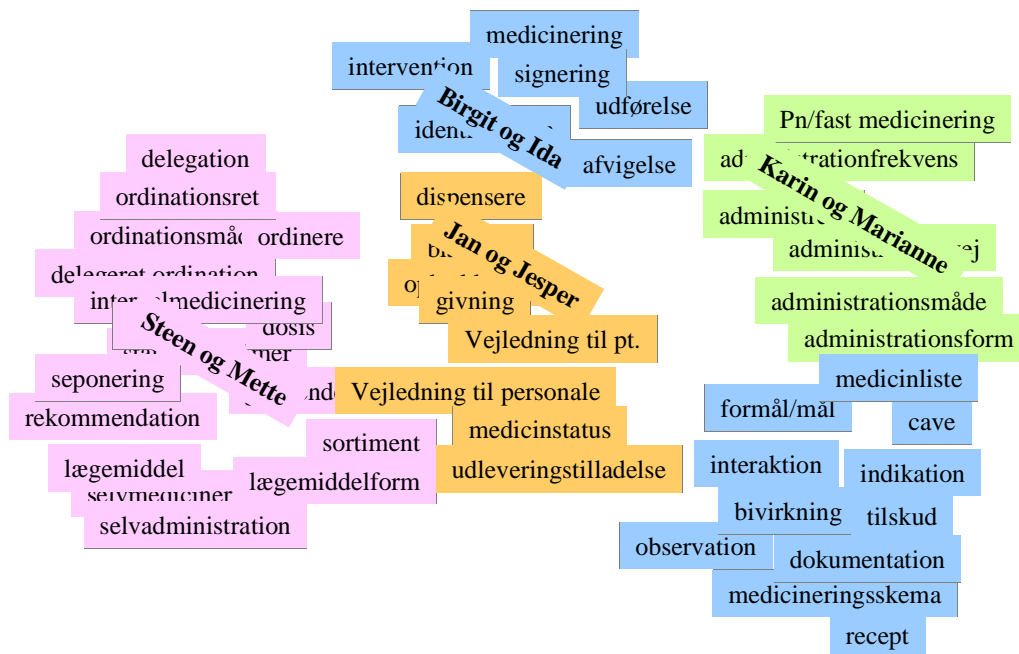 medicinering
intervention
signering
udførelse
Birgit og Ida
afvigelse
Pn/fast medicinering
Karin og Marianne
administrationsmåde
administrationsform
delegation
ordinationsret
ordinere
delegeret ordination
dosis
Steen og Mette
seponering
rekommendation
sortiment
lægemiddel
lægemiddelform
selvadministration
dispensere
Jan og Jesper
givning
Vejledning til pt.
Vejledning til personale
medicinstatus
udleveringstilladelse
medicinliste
formål/mål
cave
interaktion
indikation
bivirkning
tilskud
observation
dokumentation
medicineringsskema
recept